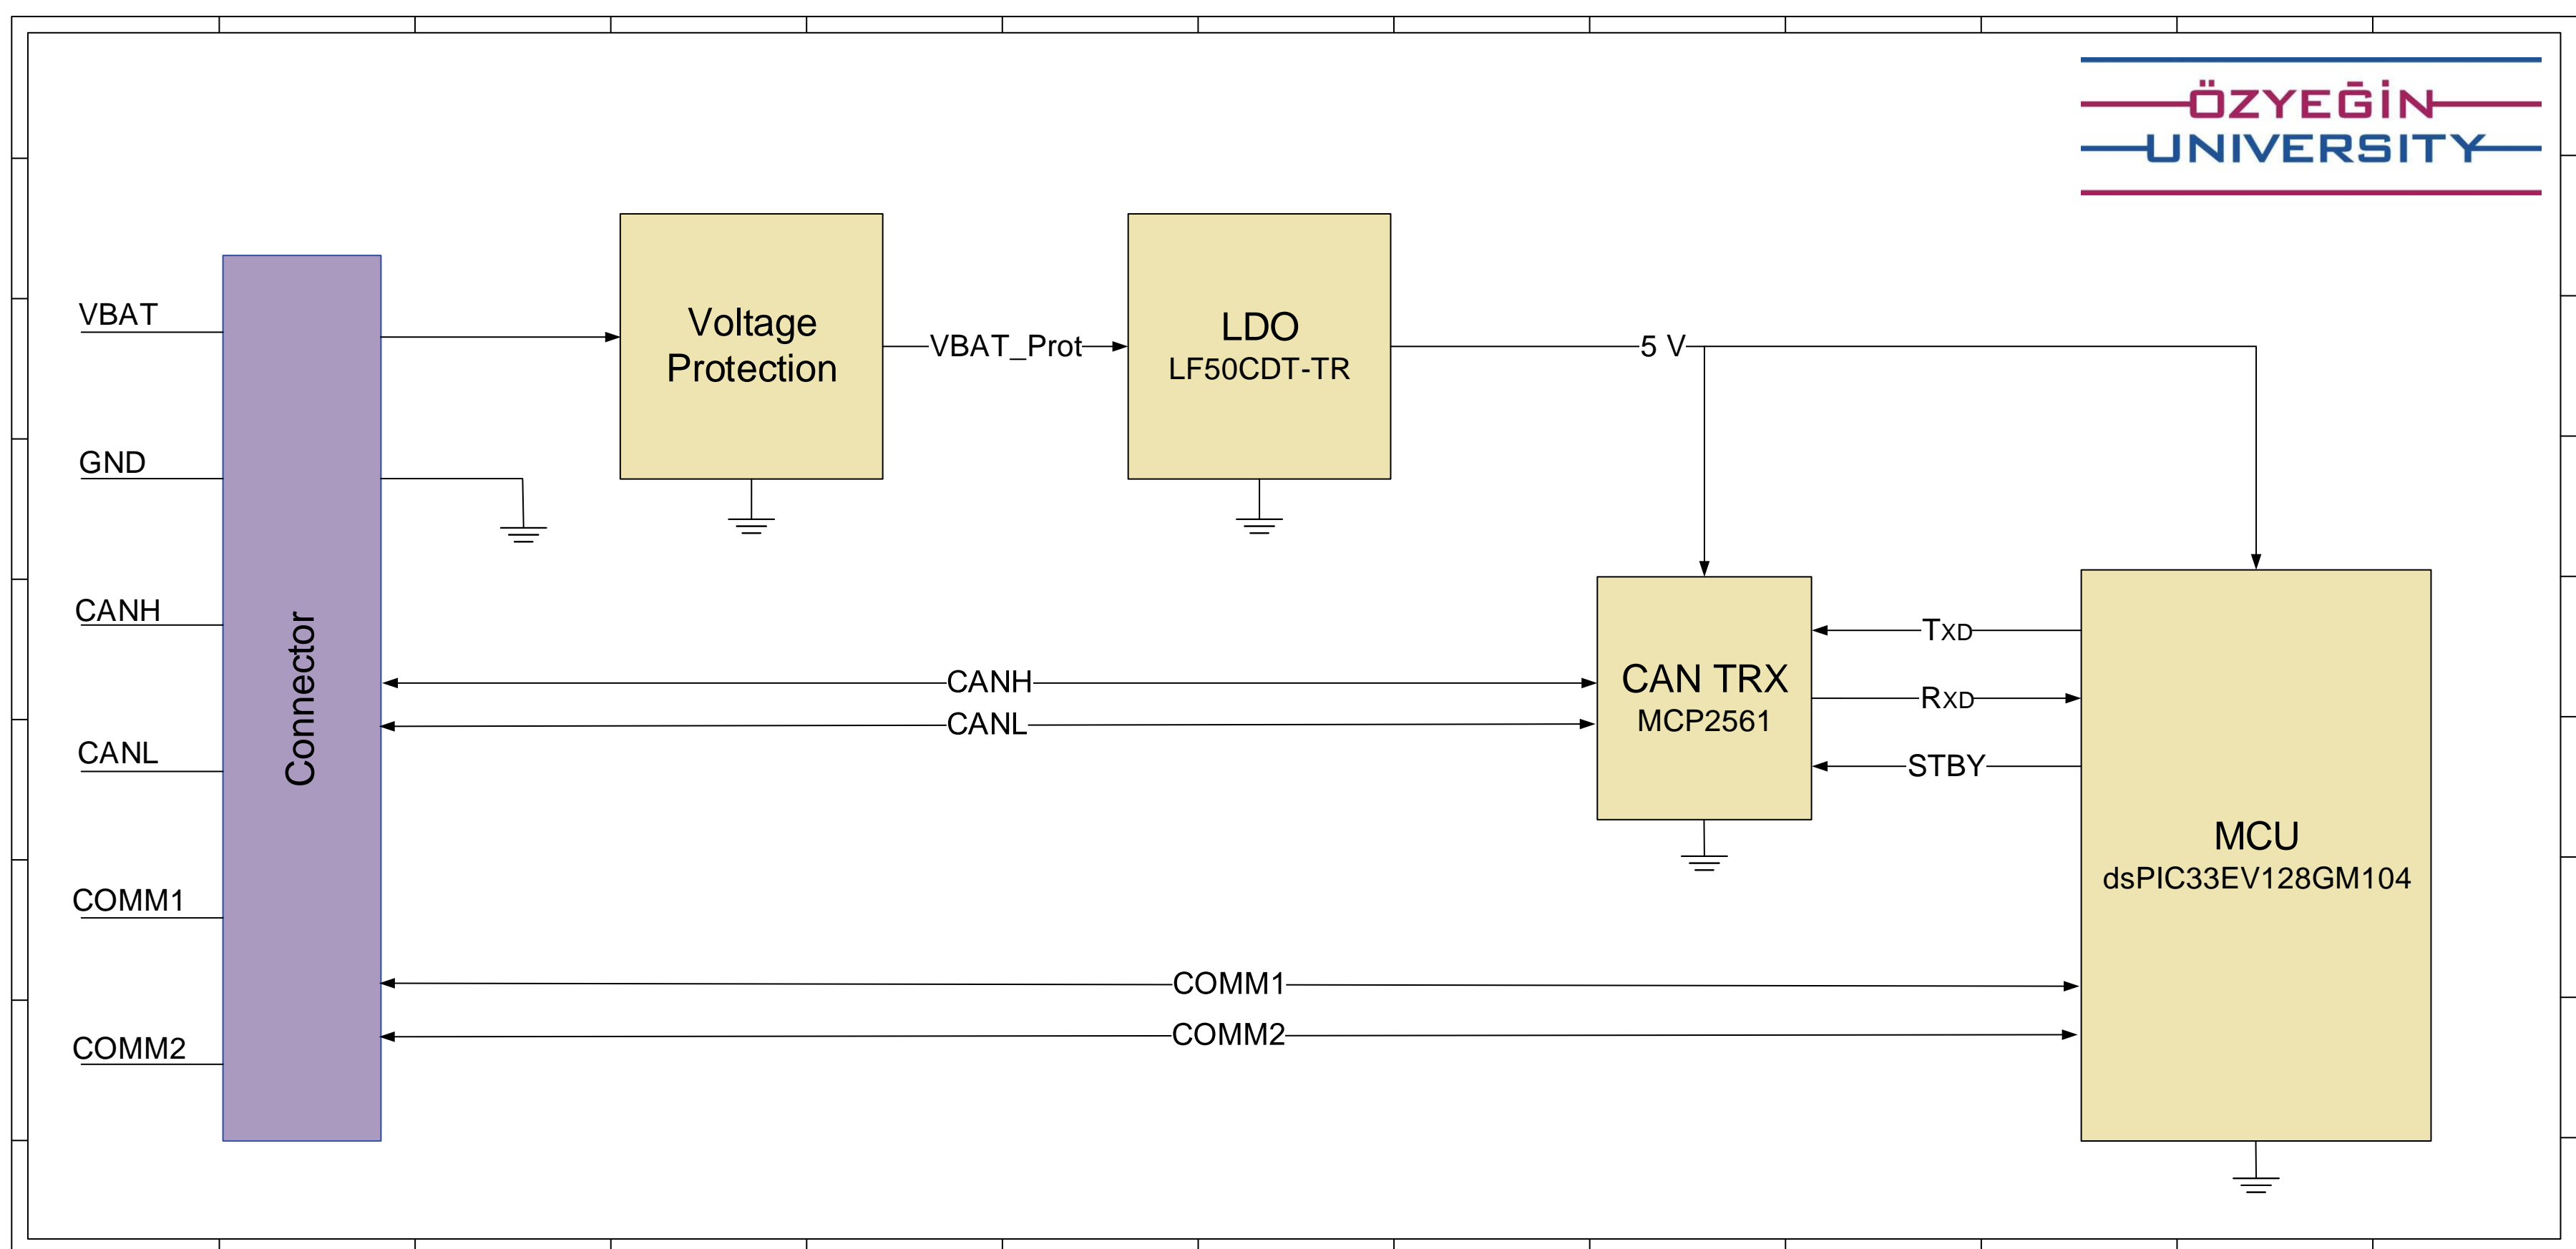 ÖZYEĞİN
UNIVERSITY
VBAT
GND
CANH
CANL
COMM1
COMM2
Connector
Voltage
Protection
VBAT_Prot
LDO
LF50CDT-TR
5 V
CANH
CANL
CAN TRX
MCP2561
TXD
RXD
STBY
MCU
dsPIC33EV128GM104
COMM1
COMM2